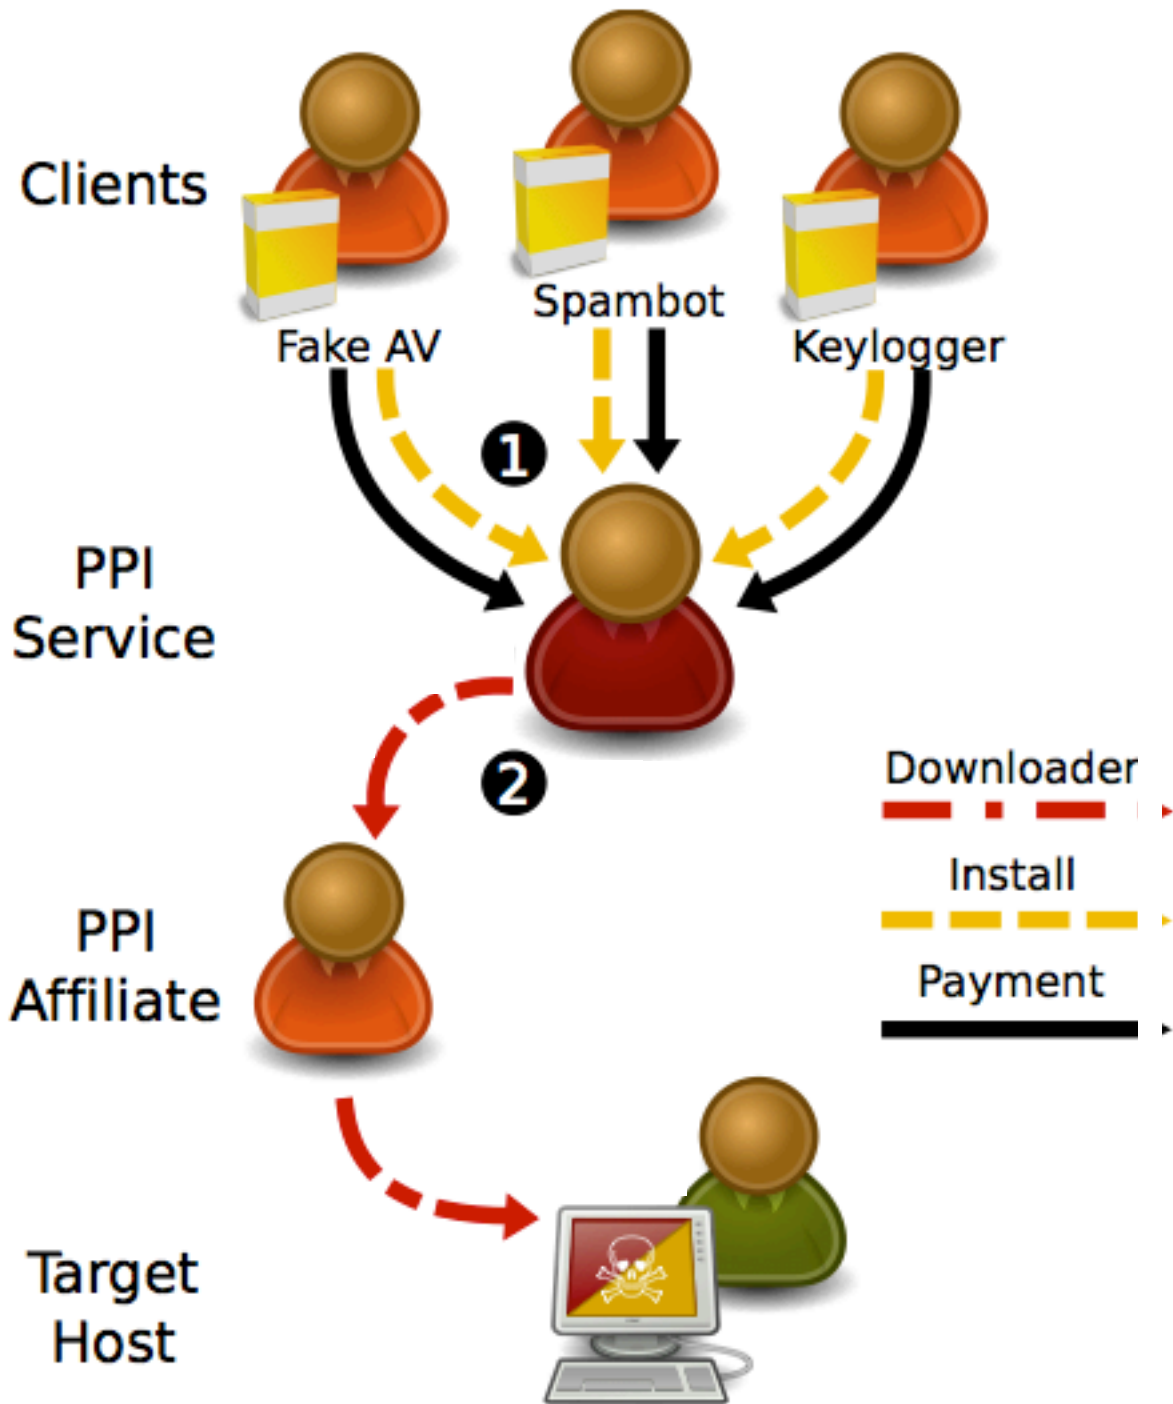 Clients
Fake AV
Spambot
Keylogger
1
PPI
Service
2
Downloader
Install
Payment
PPI
Affiliate
Target
Host